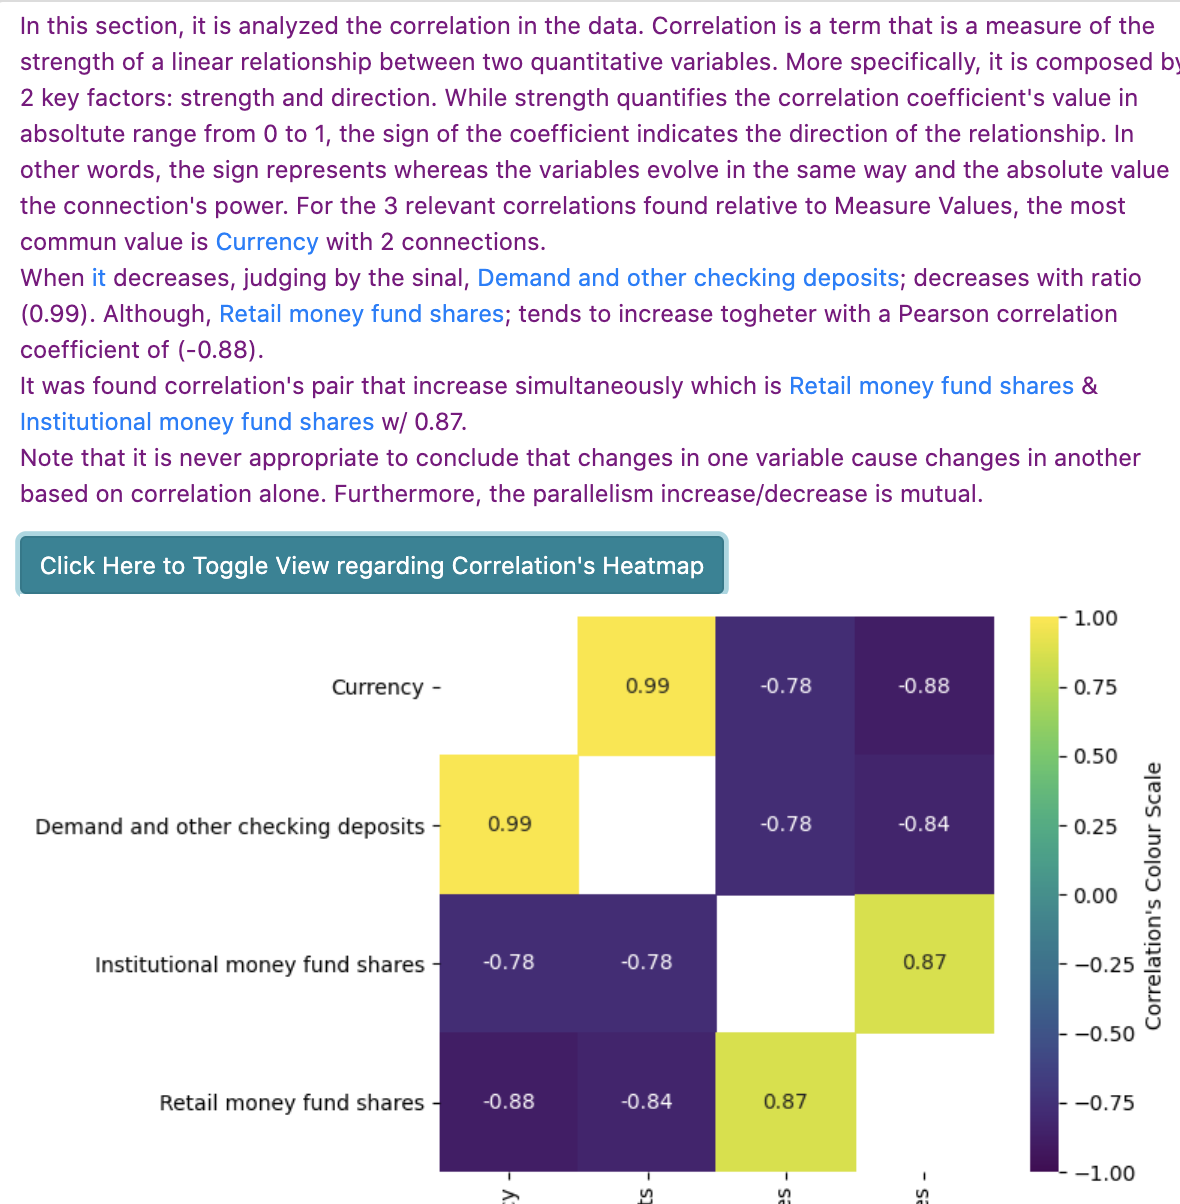 In this section, it is analyzed the correlation in the data. Correlation is a term that is a measure of the
strength of a linear relationship between two quantitative variables. More specifically, it is composed by
2 key factors: strength and direction. While strength quantifies the correlation coefficient's value in
absoltute range from 0 to 1, the sign of the coefficient indicates the direction of the relationship. In
other words, the sign represents whereas the variables evolve in the same way and the absolute value
the connection's power. For the 3 relevant correlations found relative to Measure Values, the most
commun value is Currency with 2 connections.
When it decreases, judging by the sinal, Demand and other checking deposits; decreases with ratio
(0.99). Although, Retail money fund shares; tends to increase togheter with a Pearson correlation
coefficient of (-0.88).
It was found correlation's pair that increase simultaneously which is Retail money fund shares &
Institutional money fund shares w/ 0.87.
Note that it is never appropriate to conclude that changes in one variable cause changes in another
based on correlation alone. Furthermore, the parallelism increase/decrease is mutual.
Click Here to Toggle View regarding Correlation's Heatmap
Currency 0.99 -0.78 -0.88
Demand and other checking deposits 0.99 -0.78 -0.84
Institutional money fund shares -0.78 -0.78 0.87
Retail money fund shares -0.88 -0.84 0.87
1.00
0.75
0.50
0.25
0.00
−0.25
−0.50
−0.75
−1.00
Correlation's Colour Scale